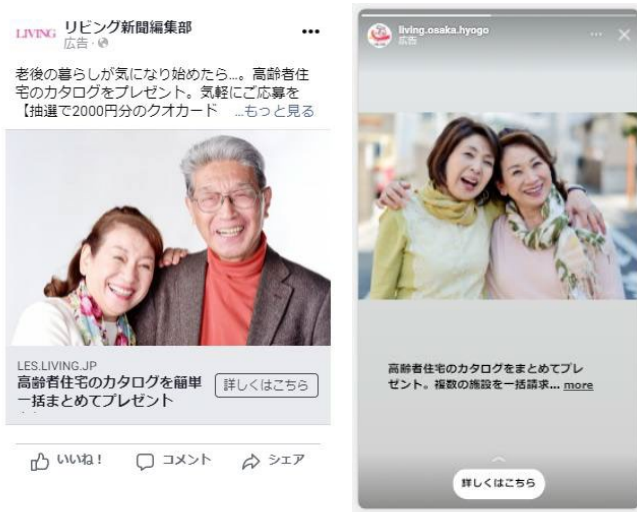 LIVING リビング新聞編集部
広告・
老後の暮らしが気になり始めたら…。高齢者住
宅のカタログをプレゼント。気軽にご応募を
【抽選で2000円分のクオカード ...もっと見る
LES.LIVING.JP
高齢者住宅のカタログを簡単
一括まとめてプレゼント
詳しくはこちら
いいね！ コメント シェア
living.osaka.hyogo
広告
高齢者住宅のカタログをまとめてプレ
ゼント。複数の施設を一括請求... more
詳しくはこちら